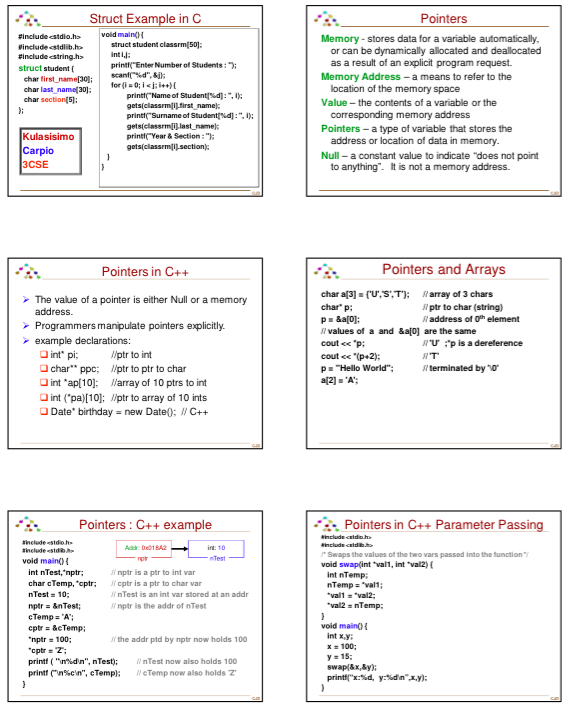 Struct Example in C
#include <stdio.h>
#include <stdlib.h>
#include <string.h>
struct student {
char first_name[30];
char last_name[30];
char section[5];
};
Kulasisimo
Carpio
3CSE
void main() {
struct student classrm[50];
int i,j;
printf("Enter Number of Students : ");
scanf("%d", &j);
for (i = 0; i < j; i++) {
printf("Name of Student[%d] : ", i);
gets(classrm[i].first_name);
printf("Surname of Student[%d] : ", i);
gets(classrm[i].last_name);
printf("Year & Section : ");
gets(classrm[i].section);
}
}
Pointers
Memory - stores data for a variable automatically,
or can be dynamically allocated and deallocated
as a result of an explicit program request.
Memory Address – a means to refer to the
location of the memory space
Value – the contents of a variable or the
corresponding memory address
Pointers – a type of variable that stores the
address or location of data in memory.
Null – a constant value to indicate “does not point
to anything”. It is not a memory address.
Pointers in C++
The value of a pointer is either Null or a memory
address.
Programmers manipulate pointers explicitly.
example declarations:
int* pi; //ptr to int
char** ppc; //ptr to ptr to char
int *ap[10]; //array of 10 ptrs to int
int (*pa)[10]; //ptr to array of 10 ints
Date* birthday = new Date(); // C++
Pointers and Arrays
char a[3] = {'U','S','T'}; // array of 3 chars
char* p; // ptr to char (string)
p = &a[0]; // address of 0th element
// values of a and &a[0] are the same
cout << *p; // 'U' ;*p is a dereference
cout << *(p+2); // 'T'
p = "Hello World"; // terminated by '\0'
a[2] = 'A';
Pointers : C++ example
#include <stdio.h>
#include <stdlib.h>
Addr: 0x018A2
nptr
int: 10
nTest
void main() {
int nTest,*nptr; // nptr is a ptr to int var
char cTemp, *cptr; // cptr is a ptr to char var
nTest = 10; // nTest is an int var stored at an addr
nptr = &nTest; // nptr is the addr of nTest
cTemp = 'A';
cptr = &cTemp;
*nptr = 100; // the addr ptd by nptr now holds 100
*cptr = 'Z';
printf ( "\n%d\n", nTest); // nTest now also holds 100
printf ("\n%c\n", cTemp); // cTemp now also holds 'Z'
}
Pointers in C++ Parameter Passing
#include <stdio.h>
#include <stdlib.h>
/* Swaps the values of the two vars passed into the function */
void swap(int *val1, int *val2) {
int nTemp;
nTemp = *val1;
*val1 = *val2;
*val2 = nTemp;
}
void main() {
int x,y;
x = 100;
y = 15;
swap(&x,&y);
printf("x:%d, y:%d\n",x,y);
}